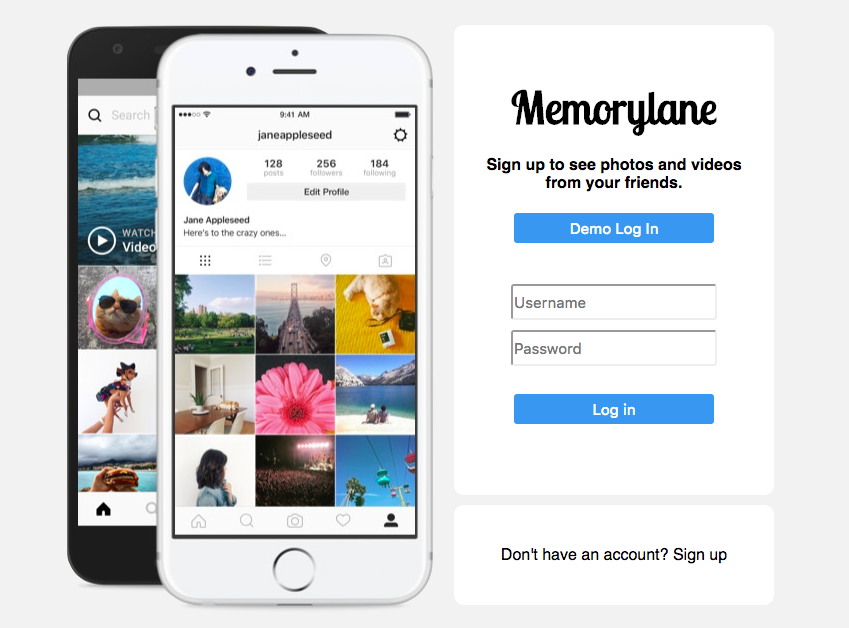 Search
WATCH
Video
9:41 AM
janeappleseed
128
256
184
posts
followers
following
Edit Profile
Jane Appleseed
Here's to the crazy ones...
Memorylane
Sign up to see photos and videos
from your friends.
Demo Log In
Username
Password
Log in
Don't have an account? Sign up